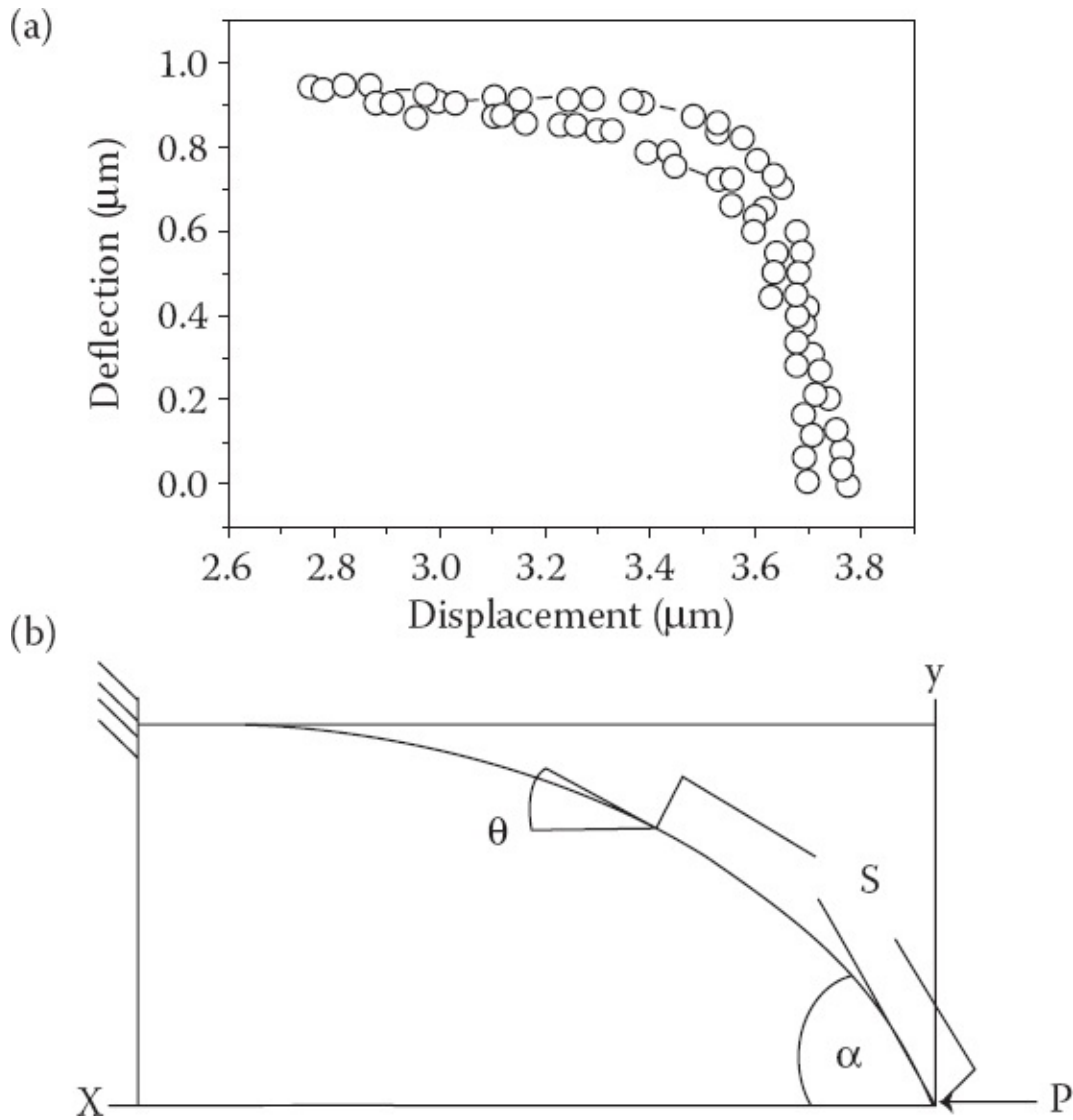 (a)
1.0
0.8
0.6
0.4
0.2
0.0
Deflection (μm)
2.6 2.8 3.0 3.2 3.4 3.6 3.8
Displacement (μm)
(b)
y
θ
S
α
X
P